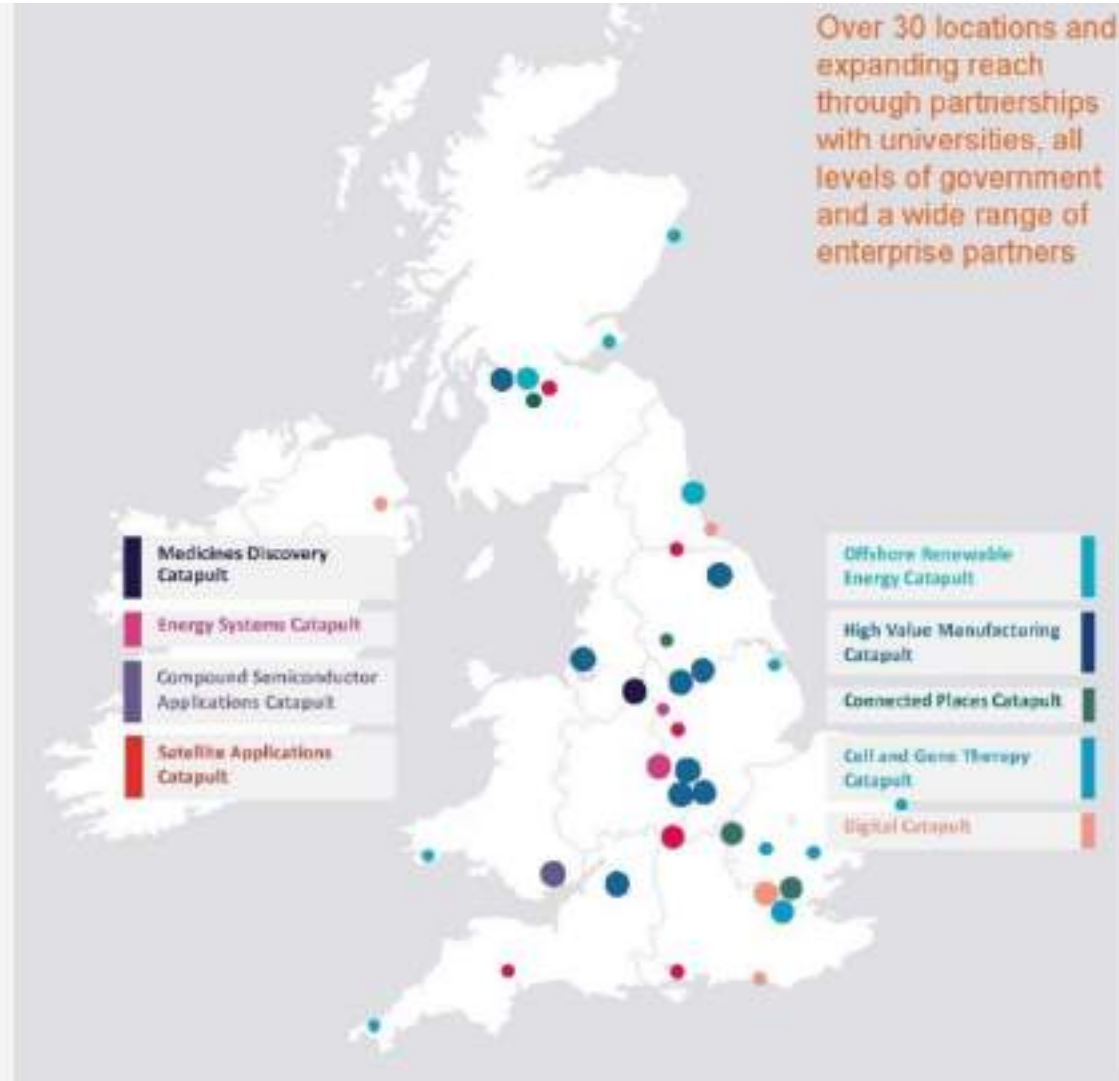 Over 30 locations and
expanding reach
through partnerships
with universities, all
levels of government
and a wide range of
enterprise partners
Medicines Discovery
Catapult
Energy Systems Catapult
Compound Semiconductor
Applications Catapult
Satellite Applications
Catapult
Offshore Renewable
Energy Catapult
High Value Manufacturing
Catapult
Connected Places Catapult
Cell and Gene Therapy
Catapult
Digital Catapult